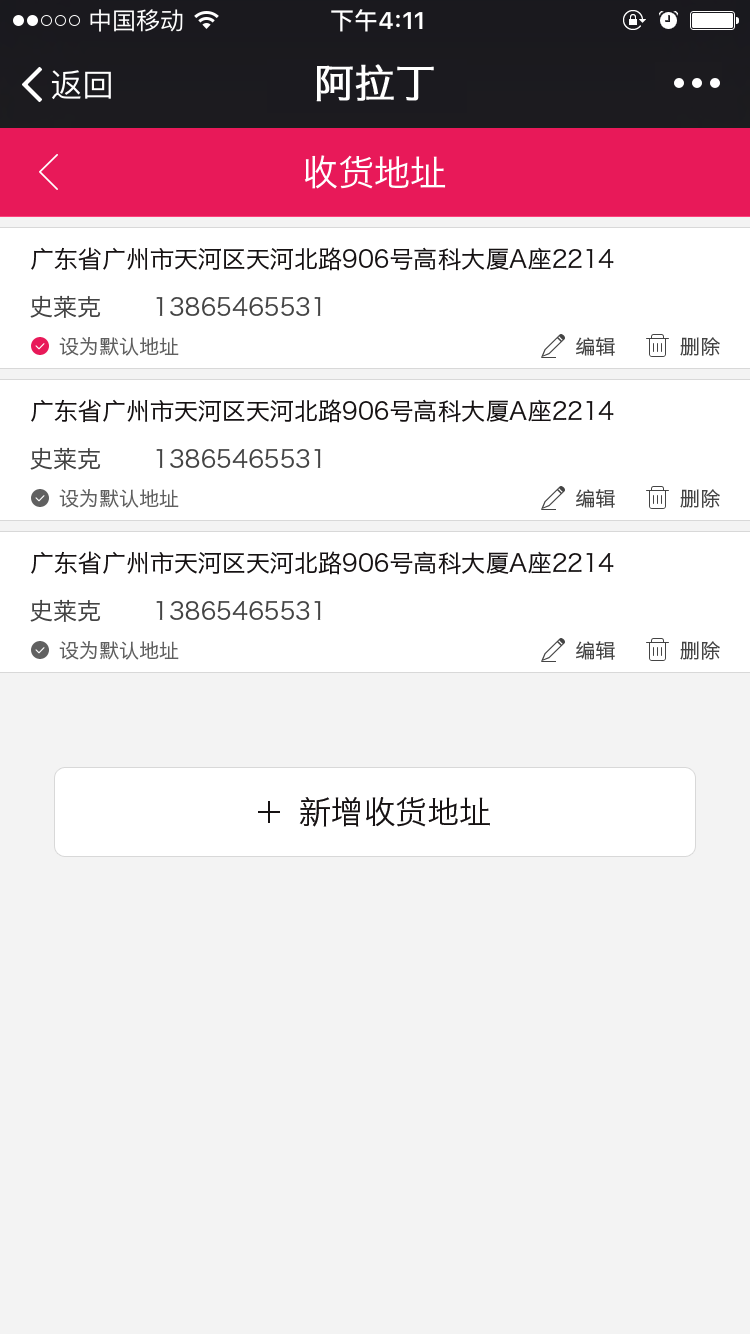 中国移动 下午4:11
返回 阿拉丁
收货地址
广东省广州市天河区天河北路906号高科大厦A座2214
史莱克 13865465531
设为默认地址 编辑 删除
广东省广州市天河区天河北路906号高科大厦A座2214
史莱克 13865465531
设为默认地址 编辑 删除
广东省广州市天河区天河北路906号高科大厦A座2214
史莱克 13865465531
设为默认地址 编辑 删除
+ 新增收货地址